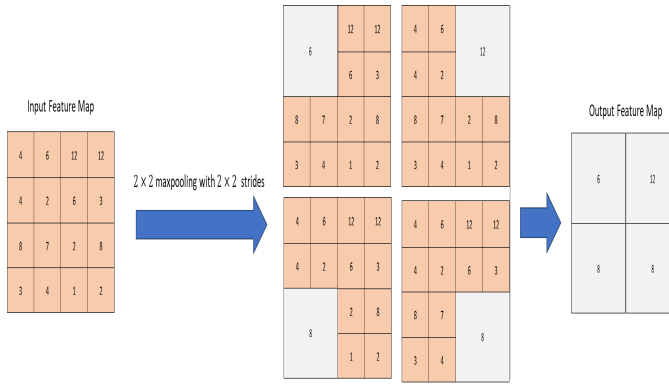 Input Feature Map
4 6 12 12
4 2 6 3
8 7 2 8
3 4 1 2
2 × 2 maxpooling with 2 × 2 strides
6 12 12
6 3
8 7 2 8
3 4 1 2
4 6 12
4 2
8 7 2 8
3 4 1 2
4 6 12 12
4 2 6 3
8 2 8
1 2
4 6 12 12
4 2 6 3
8 7 8
3 4
Output Feature Map
6 12
8 8